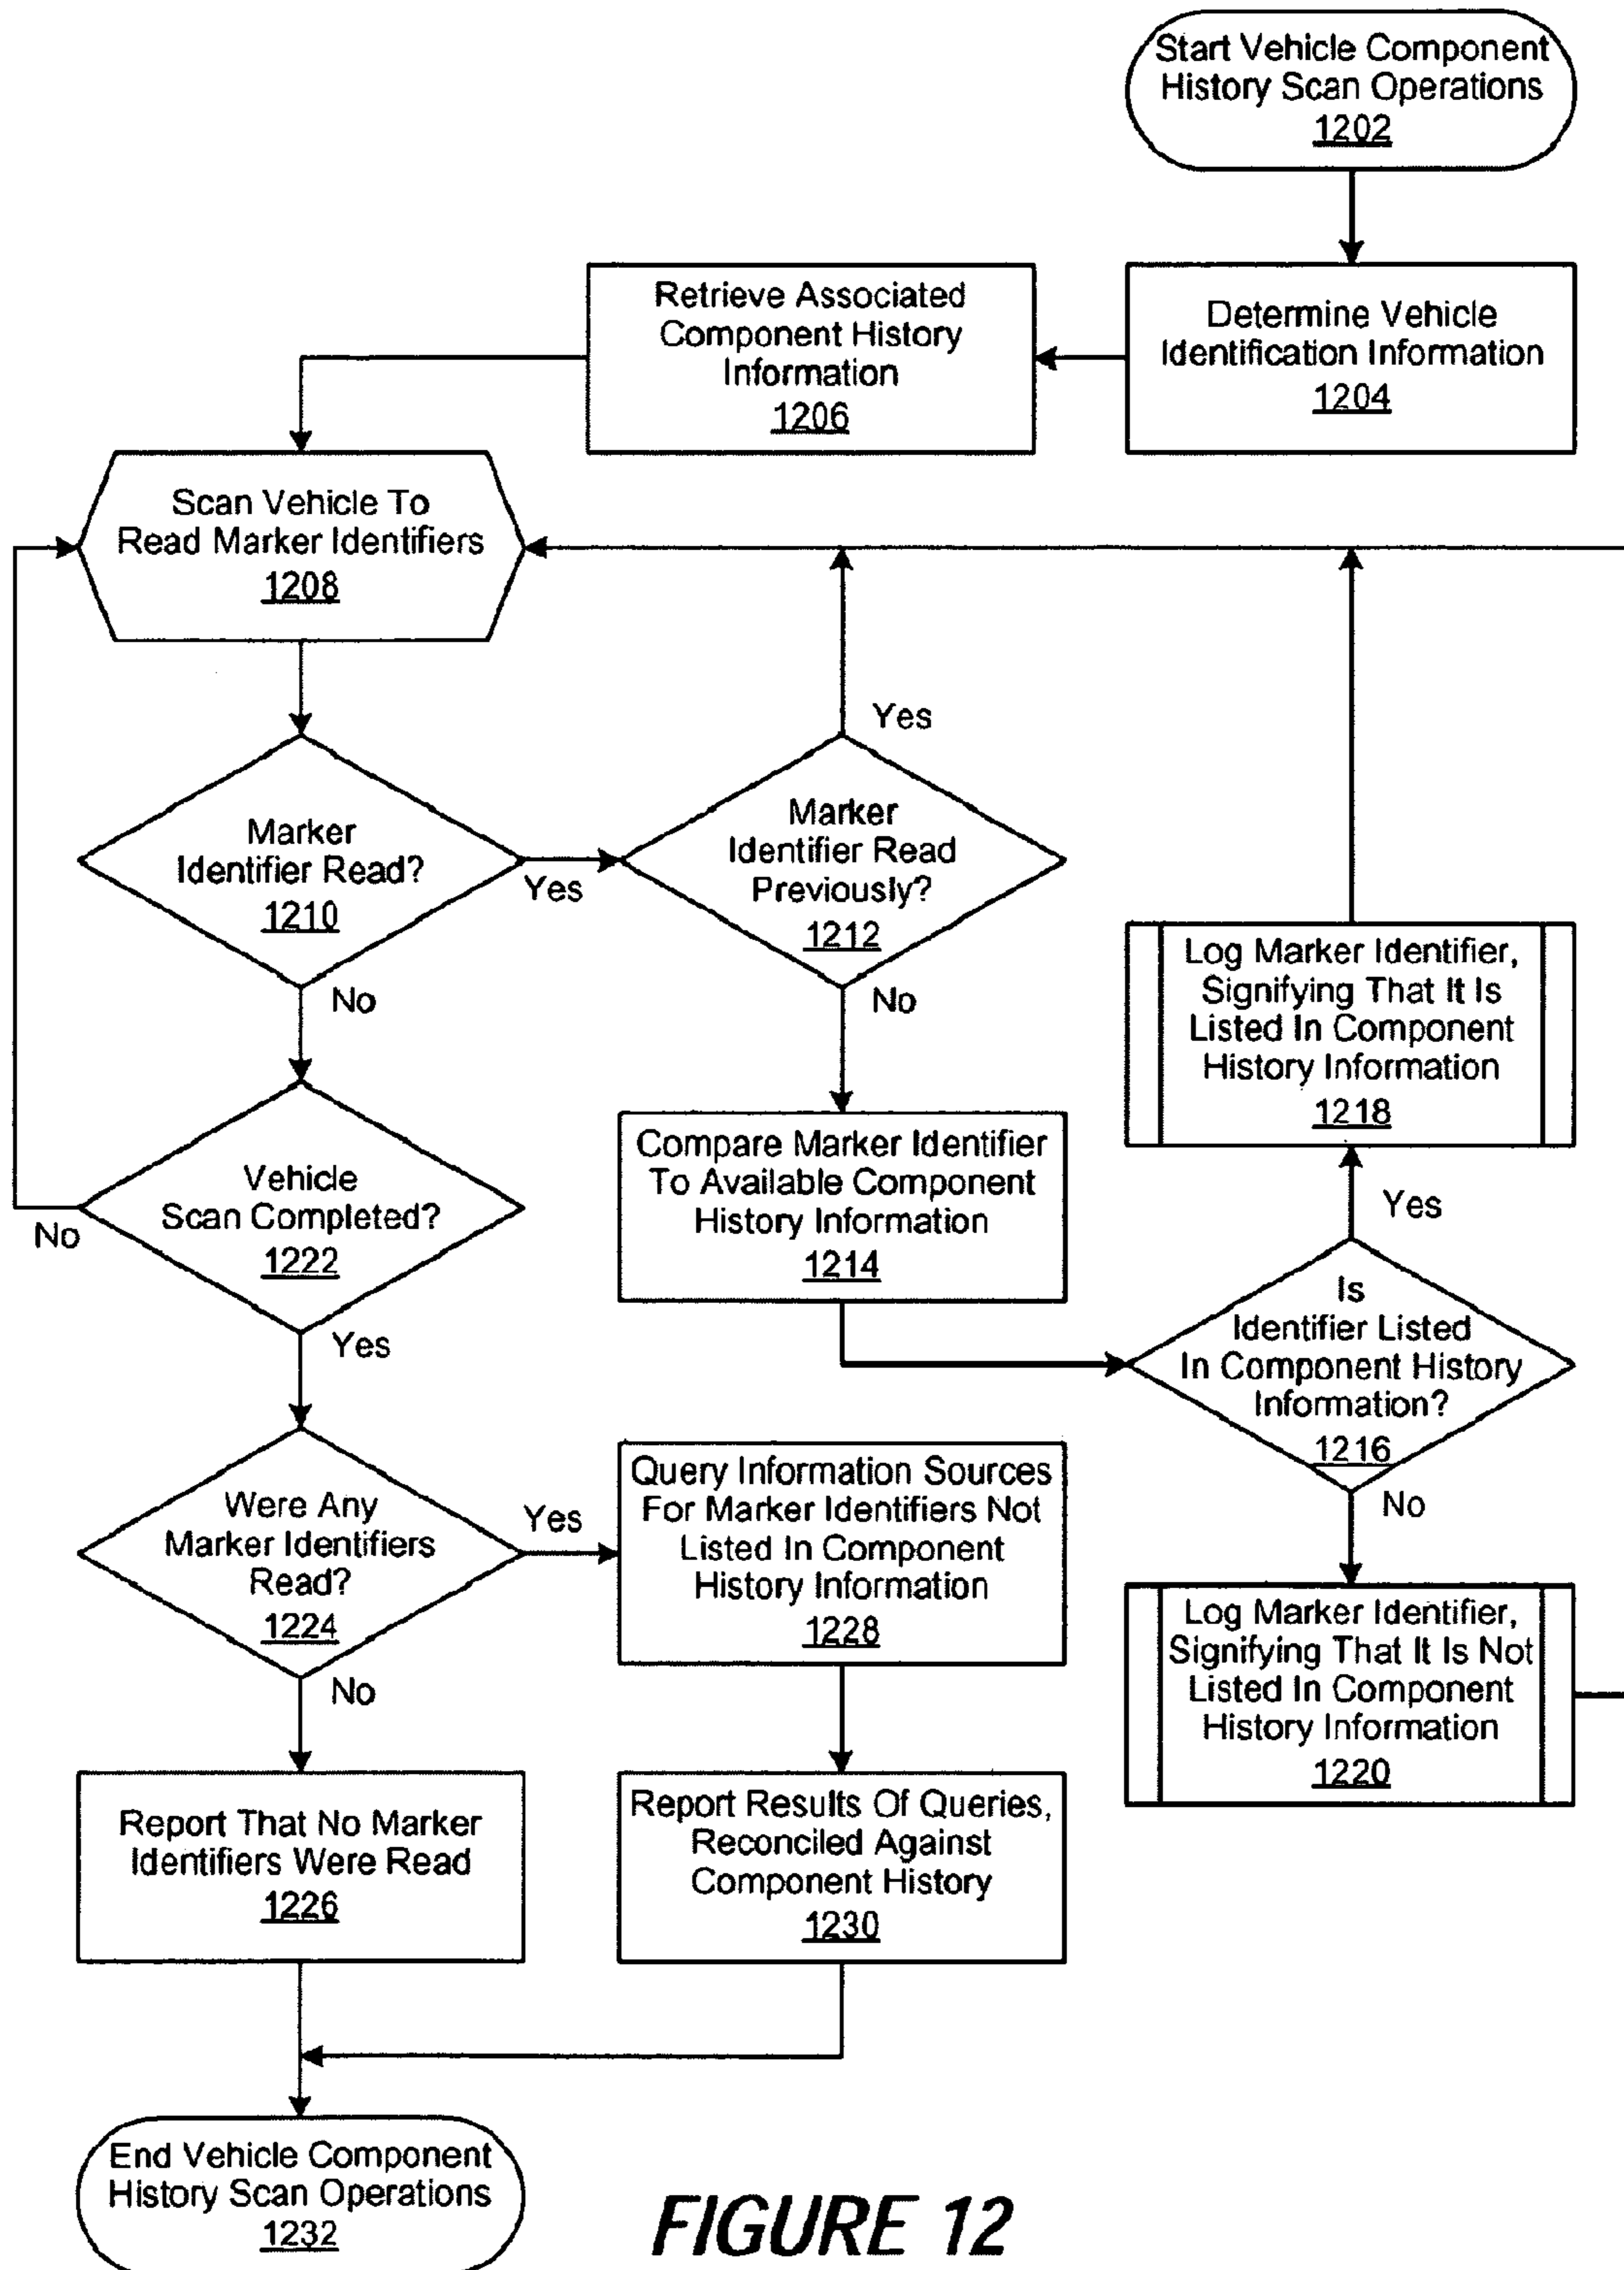 Start Vehicle Component
History Scan Operations
1202
Determine Vehicle
Identification Information
1204
Retrieve Associated
Component History
Information
1206
Scan Vehicle To
Read Marker Identifiers
1208
Marker
Identifier Read?
1210
Yes
No
Marker
Identifier Read
Previously?
1212
Yes
No
Compare Marker Identifier
To Available Component
History Information
1214
Is
Identifier Listed
In Component History
Information?
1216
Yes
No
Log Marker Identifier,
Signifying That It Is
Listed In Component
History Information
1218
Log Marker Identifier,
Signifying That It Is Not
Listed In Component
History Information
1220
Vehicle
Scan Completed?
1222
No
Yes
Were Any
Marker Identifiers
Read?
1224
Yes
No
Report That No Marker
Identifiers Were Read
1226
Query Information Sources
For Marker Identifiers Not
Listed In Component
History Information
1228
Report Results Of Queries,
Reconciled Against
Component History
1230
End Vehicle Component
History Scan Operations
1232
FIGURE 12